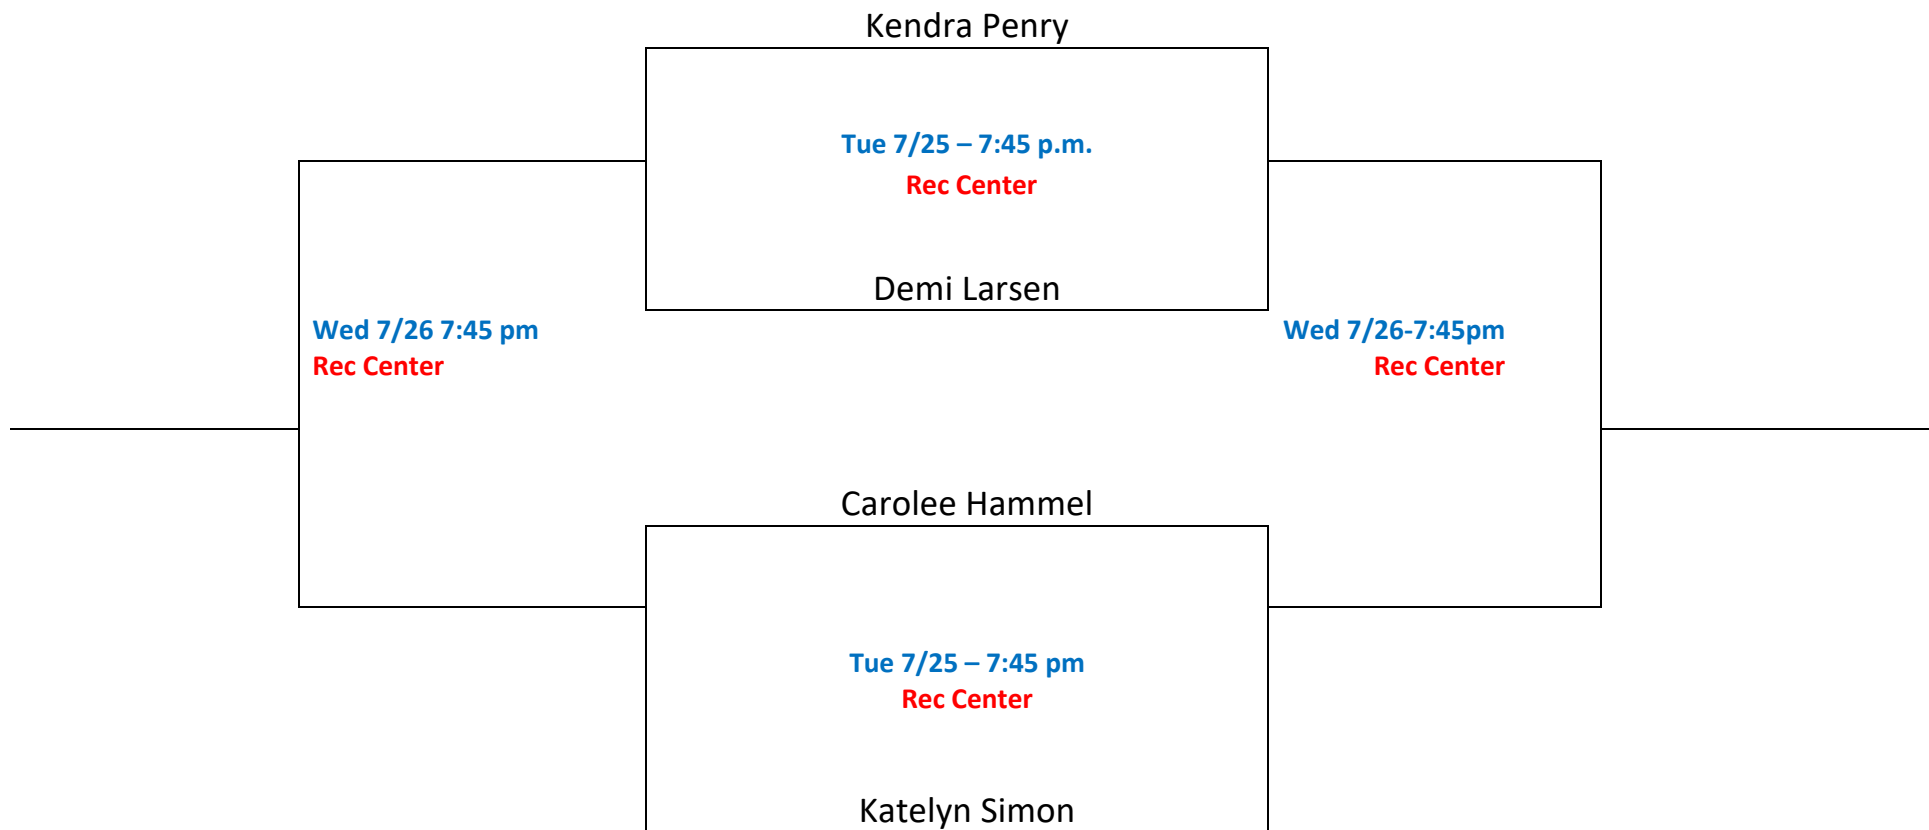 Kendra Penry
Tue 7/25 – 7:45 p.m.
Rec Center
Demi Larsen
Wed 7/26 7:45 pm
Rec Center
Wed 7/26-7:45pm
Rec Center
Carolee Hammel
Tue 7/25 – 7:45 pm
Rec Center
Katelyn Simon